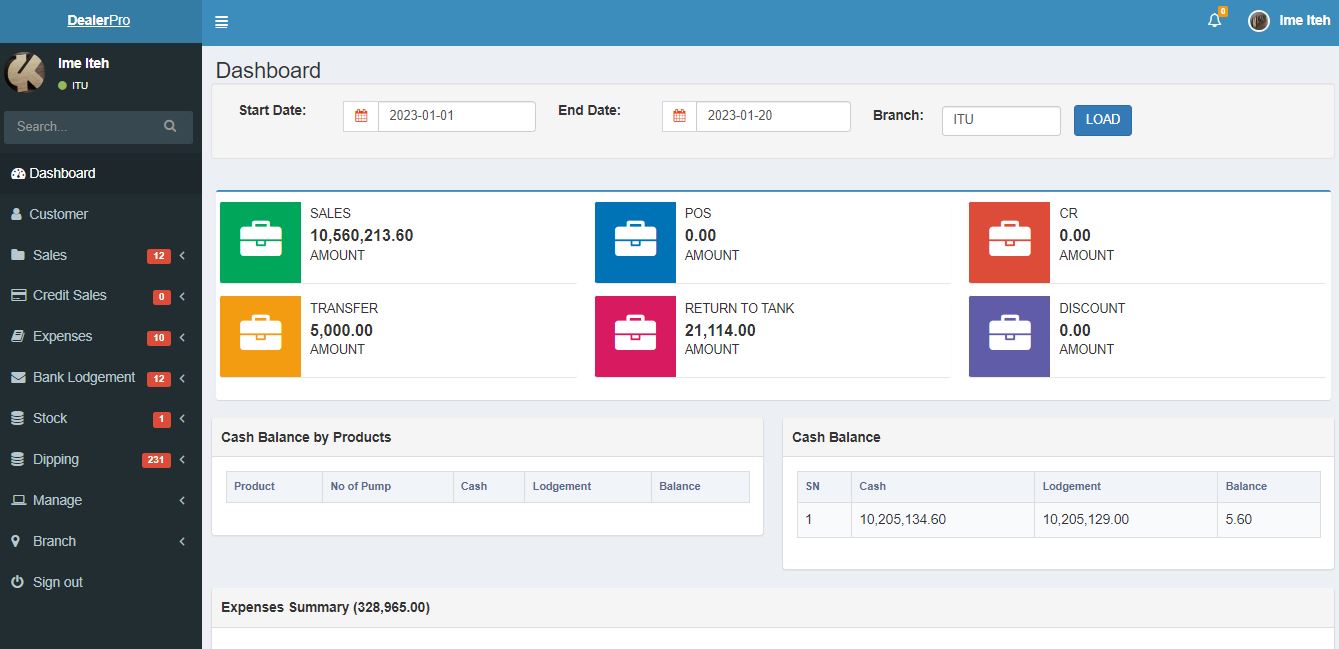 DealerPro
0
Ime Iteh
Ime Iteh
ITU
Search...
Dashboard
Customer
Sales 12
Credit Sales 0
Expenses 10
Bank Lodgement 12
Stock 1
Dipping 231
Manage
Branch
Sign out
Dashboard
Start Date: 2023-01-01 End Date: 2023-01-20 Branch: ITU LOAD
SALES
10,560,213.60
AMOUNT
POS
0.00
AMOUNT
CR
0.00
AMOUNT
TRANSFER
5,000.00
AMOUNT
RETURN TO TANK
21,114.00
AMOUNT
DISCOUNT
0.00
AMOUNT
Cash Balance by Products
Product No of Pump Cash Lodgement Balance
Cash Balance
SN Cash Lodgement Balance
1 10,205,134.60 10,205,129.00 5.60
Expenses Summary (328,965.00)